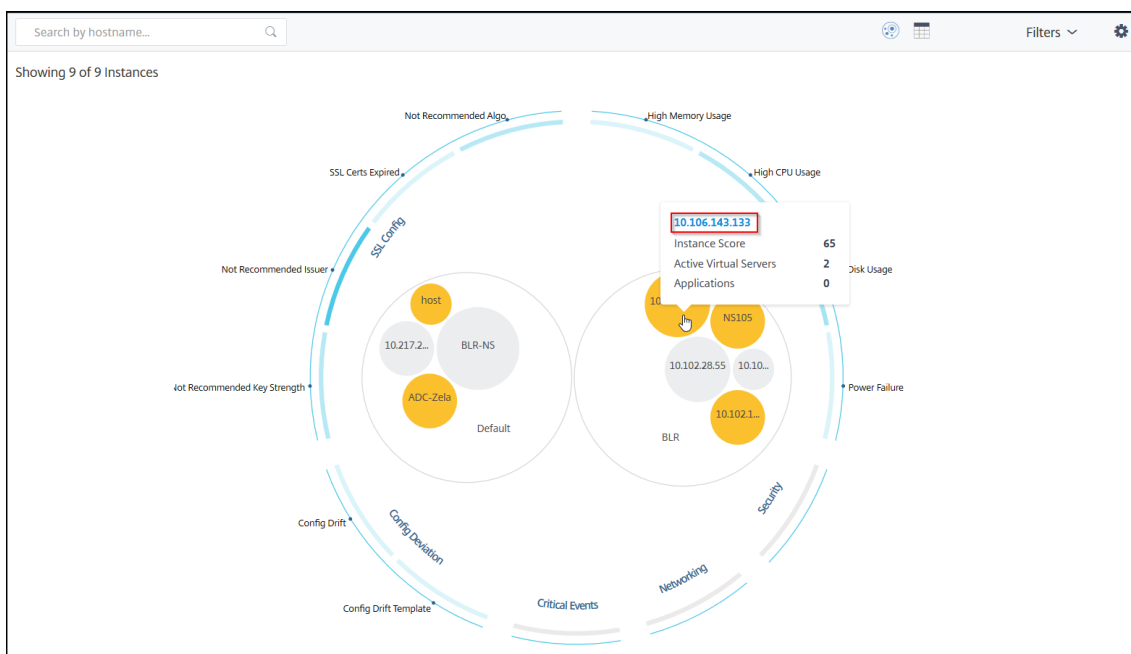 Search by hostname...
Filters
Showing 9 of 9 Instances
Not Recommended Algo
High Memory Usage
SSL Certs Expired
High CPU Usage
SSL Config
10.106.143.133
Instance Score 65
Active Virtual Servers 2
Applications 0
Not Recommended Issuer
Disk Usage
host
10
NS105
10.217.2...
BLR-NS
10.102.28.55
10.10...
Not Recommended Key Strength
Power Failure
ADC-Zela
10.102.1...
Default
BLR
Security
Config Drift
Config Deviation
Networking
Critical Events
Config Drift Template